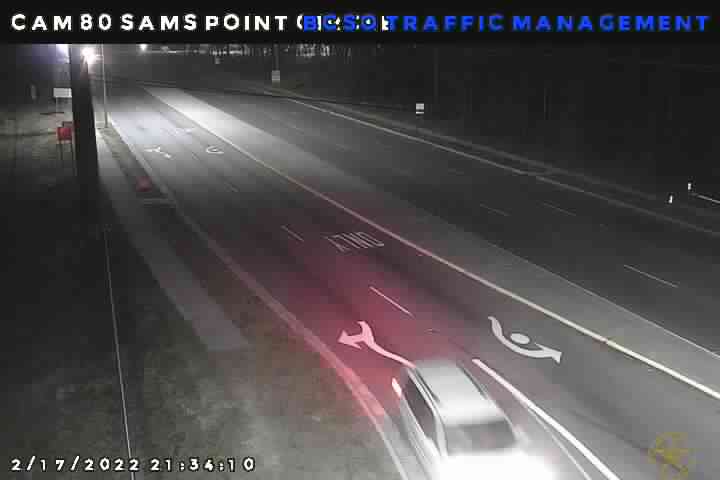 CAM 80 SAMS POINT
TRAFFIC MANAGEMENT
ONLY
2/17/2022 21:34:10